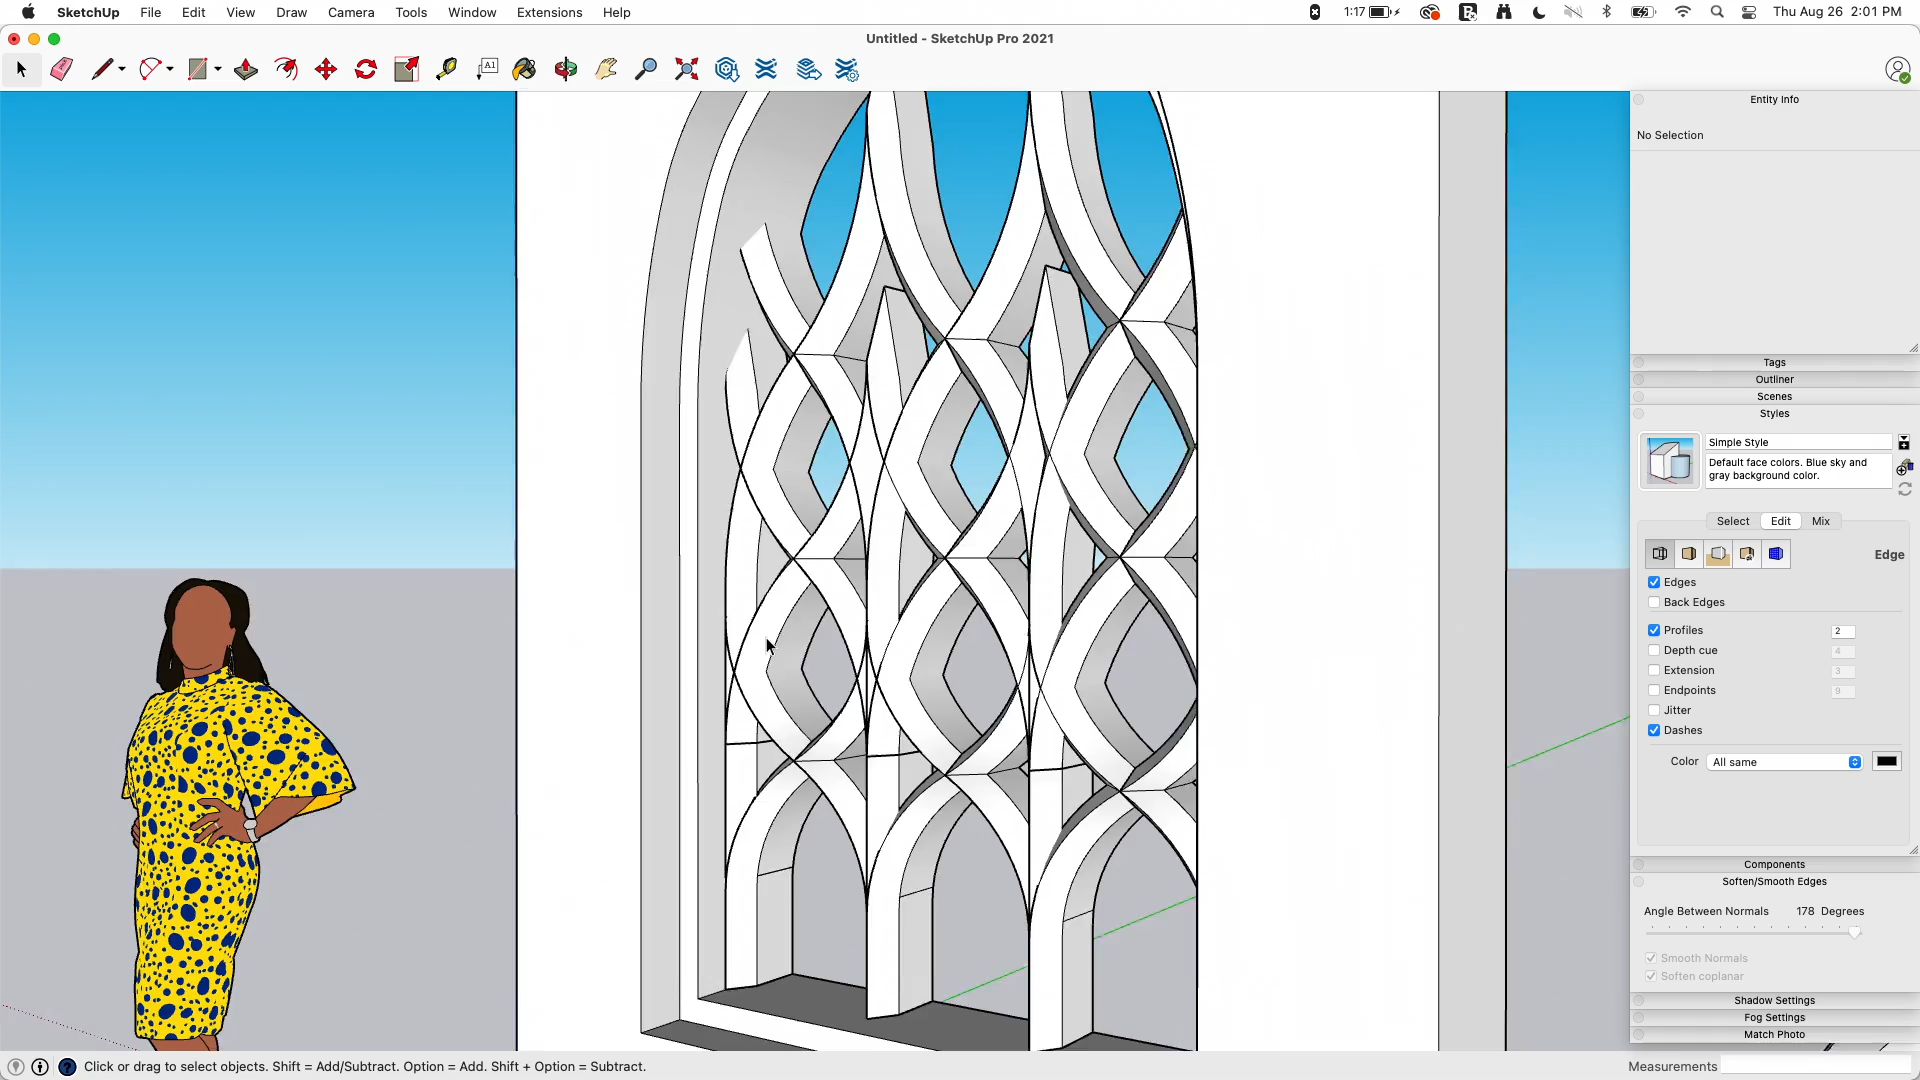 SketchUp File Edit View Draw Camera Tools Window Extensions Help
1:17
Thu Aug 26 2:01 PM
Untitled - SketchUp Pro 2021
A1
Entity Info
No Selection
Tags
Outliner
Scenes
Styles
Simple Style
Default face colors. Blue sky and
gray background color.
Select Edit Mix
Edge
Edges
Back Edges
Profiles 2
Depth cue 4
Extension 3
Endpoints 9
Jitter
Dashes
Color All same
Components
Soften/Smooth Edges
Angle Between Normals 178 Degrees
Smooth Normals
Soften coplanar
Shadow Settings
Fog Settings
Match Photo
Click or drag to select objects. Shift = Add/Subtract. Option = Add. Shift + Option = Subtract.
Measurements